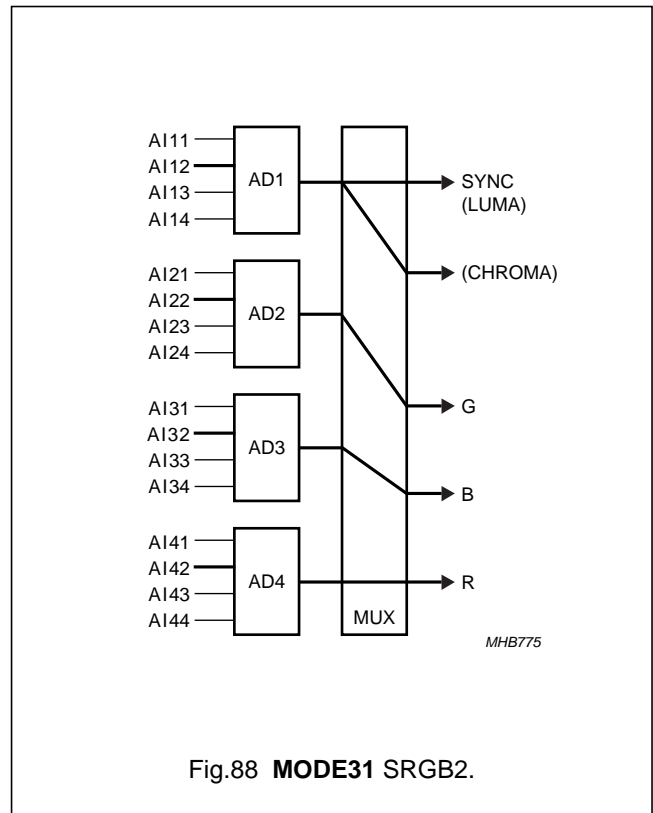 AI11
AI12
AI13
AI14
AD1
SYNC
(LUMA)
(CHROMA)
AI21
AI22
AI23
AI24
AD2
G
AI31
AI32
AI33
AI34
AD3
B
AI41
AI42
AI43
AI44
AD4
R
MUX
MHB775
Fig.88 MODE31 SRGB2.